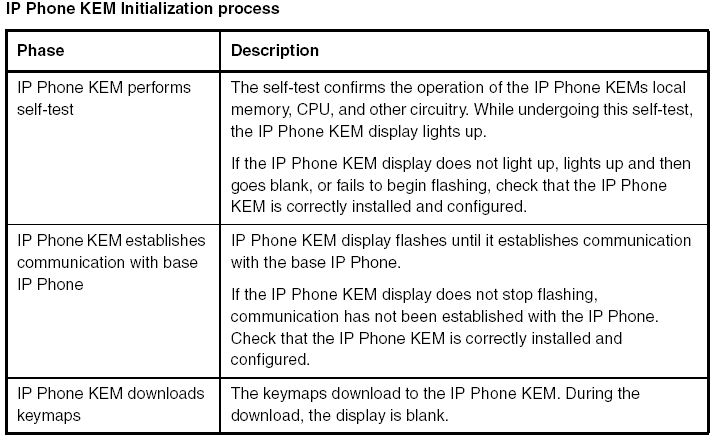 IP Phone KEM Initialization process
Phase
Description
IP Phone KEM performs
self-test
The self-test confirms the operation of the IP Phone KEMs local
memory, CPU, and other circuitry. While undergoing this self-test,
the IP Phone KEM display lights up.
If the IP Phone KEM display does not light up, lights up and then
goes blank, or fails to begin flashing, check that the IP Phone
KEM is correctly installed and configured.
IP Phone KEM establishes
communication with base
IP Phone
IP Phone KEM display flashes until it establishes communication
with the base IP Phone.
If the IP Phone KEM display does not stop flashing,
communication has not been established with the IP Phone.
Check that the IP Phone KEM is correctly installed and
configured.
IP Phone KEM downloads
keymaps
The keymaps download to the IP Phone KEM. During the
download, the display is blank.